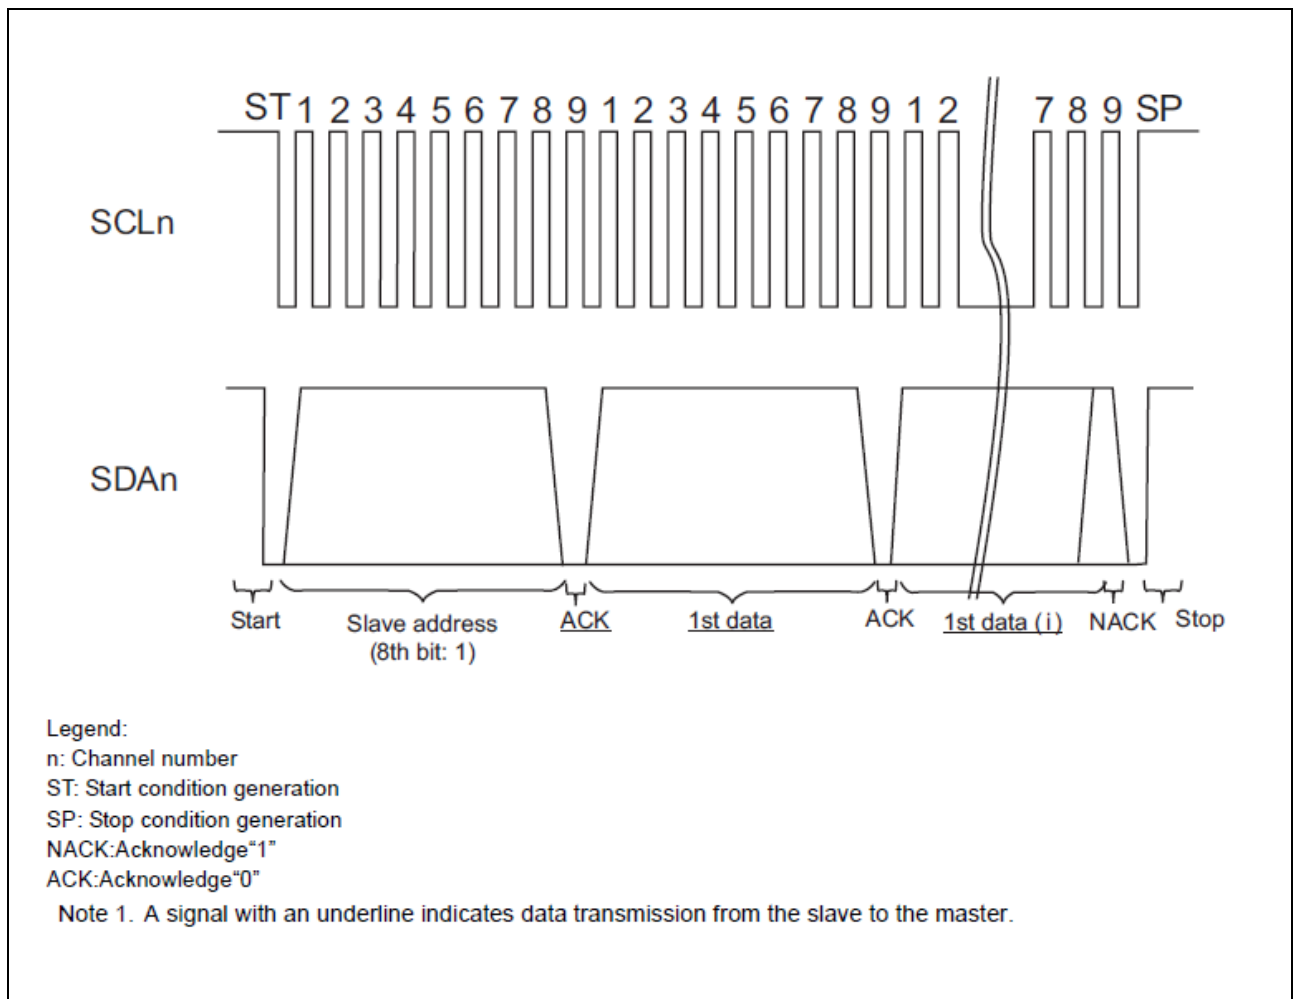 ST 1 2 3 4 5 6 7 8 9 1 2 3 4 5 6 7 8 9 1 2 7 8 9 SP
SCLn
SDAn
Start Slave address ACK 1st data ACK 1st data ( i ) NACK Stop
(8th bit: 1)
Legend:
n: Channel number
ST: Start condition generation
SP: Stop condition generation
NACK:Acknowledge“1”
ACK:Acknowledge“0”
Note 1. A signal with an underline indicates data transmission from the slave to the master.